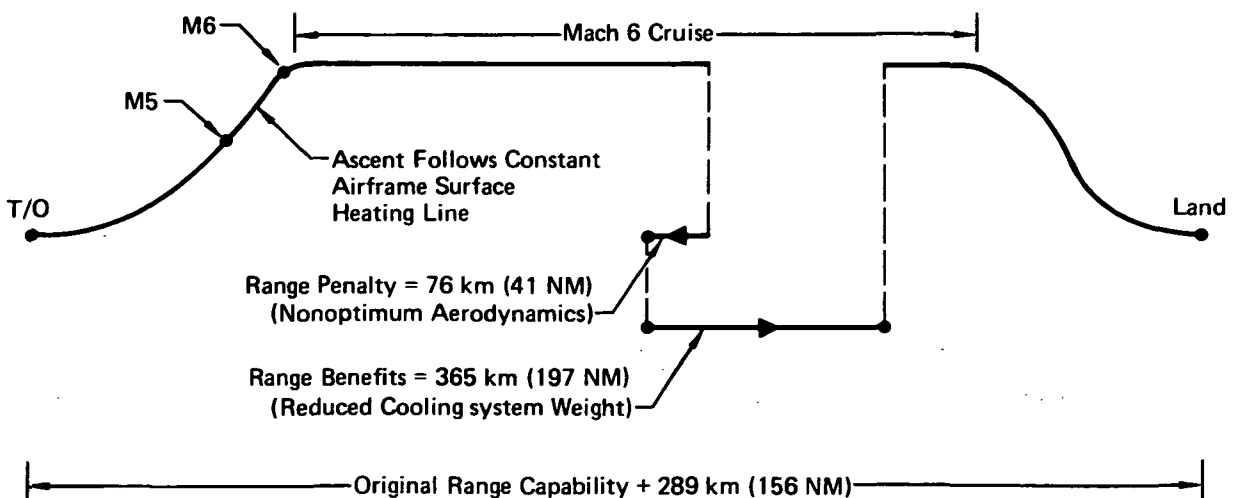 M6
Mach 6 Cruise
M5
Ascent Follows Constant
Airframe Surface
Heating Line
T/O
Land
Range Penalty = 76 km (41 NM)
(Nonoptimum Aerodynamics)
Range Benefits = 365 km (197 NM)
(Reduced Cooling system Weight)
Original Range Capability + 289 km (156 NM)